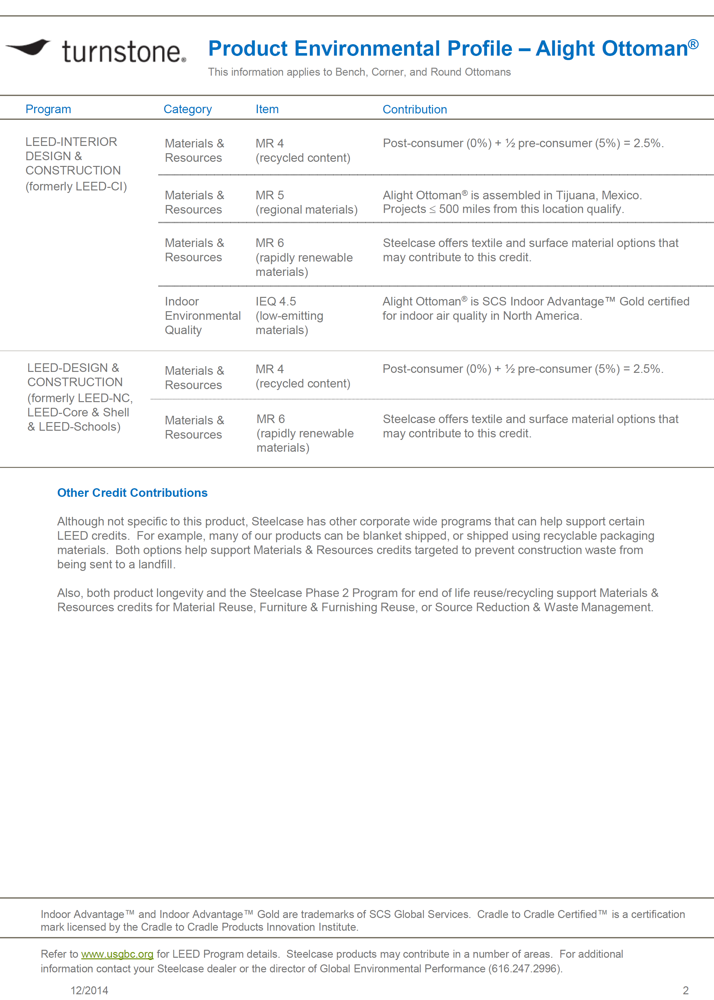 turnstone®
Product Environmental Profile – Alight Ottoman®
This information applies to Bench, Corner, and Round Ottomans
Program Category Item Contribution
LEED-INTERIOR
DESIGN &
CONSTRUCTION
(formerly LEED-CI)
Materials &
Resources
MR 4
(recycled content)
Post-consumer (0%) + ½ pre-consumer (5%) = 2.5%.
Materials &
Resources
MR 5
(regional materials)
Alight Ottoman® is assembled in Tijuana, Mexico.
Projects ≤ 500 miles from this location qualify.
Materials &
Resources
MR 6
(rapidly renewable
materials)
Steelcase offers textile and surface material options that
may contribute to this credit.
Indoor
Environmental
Quality
IEQ 4.5
(low-emitting
materials)
Alight Ottoman® is SCS Indoor Advantage™ Gold certified
for indoor air quality in North America.
LEED-DESIGN &
CONSTRUCTION
(formerly LEED-NC,
LEED-Core & Shell
& LEED-Schools)
Materials &
Resources
MR 4
(recycled content)
Post-consumer (0%) + ½ pre-consumer (5%) = 2.5%.
Materials &
Resources
MR 6
(rapidly renewable
materials)
Steelcase offers textile and surface material options that
may contribute to this credit.
Other Credit Contributions
Although not specific to this product, Steelcase has other corporate wide programs that can help support certain
LEED credits. For example, many of our products can be blanket shipped, or shipped using recyclable packaging
materials. Both options help support Materials & Resources credits targeted to prevent construction waste from
being sent to a landfill.
Also, both product longevity and the Steelcase Phase 2 Program for end of life reuse/recycling support Materials &
Resources credits for Material Reuse, Furniture & Furnishing Reuse, or Source Reduction & Waste Management.
Indoor Advantage™ and Indoor Advantage™ Gold are trademarks of SCS Global Services. Cradle to Cradle Certified™ is a certification
mark licensed by the Cradle to Cradle Products Innovation Institute.
Refer to www.usgbc.org for LEED Program details. Steelcase products may contribute in a number of areas. For additional
information contact your Steelcase dealer or the director of Global Environmental Performance (616.247.2996).
12/2014 2